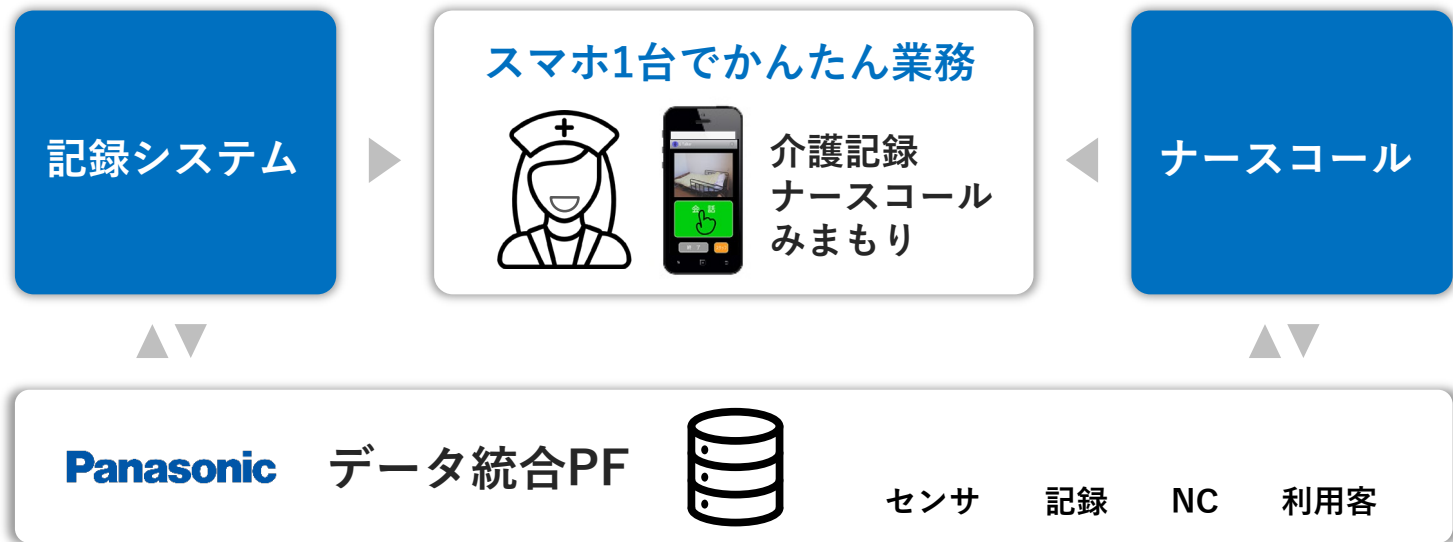 記録システム
スマホ1台でかんたん業務
介護記録
ナースコール
みまもり
会 話
ナースコール
Panasonic データ統合PF
センサ 記録 NC 利用客